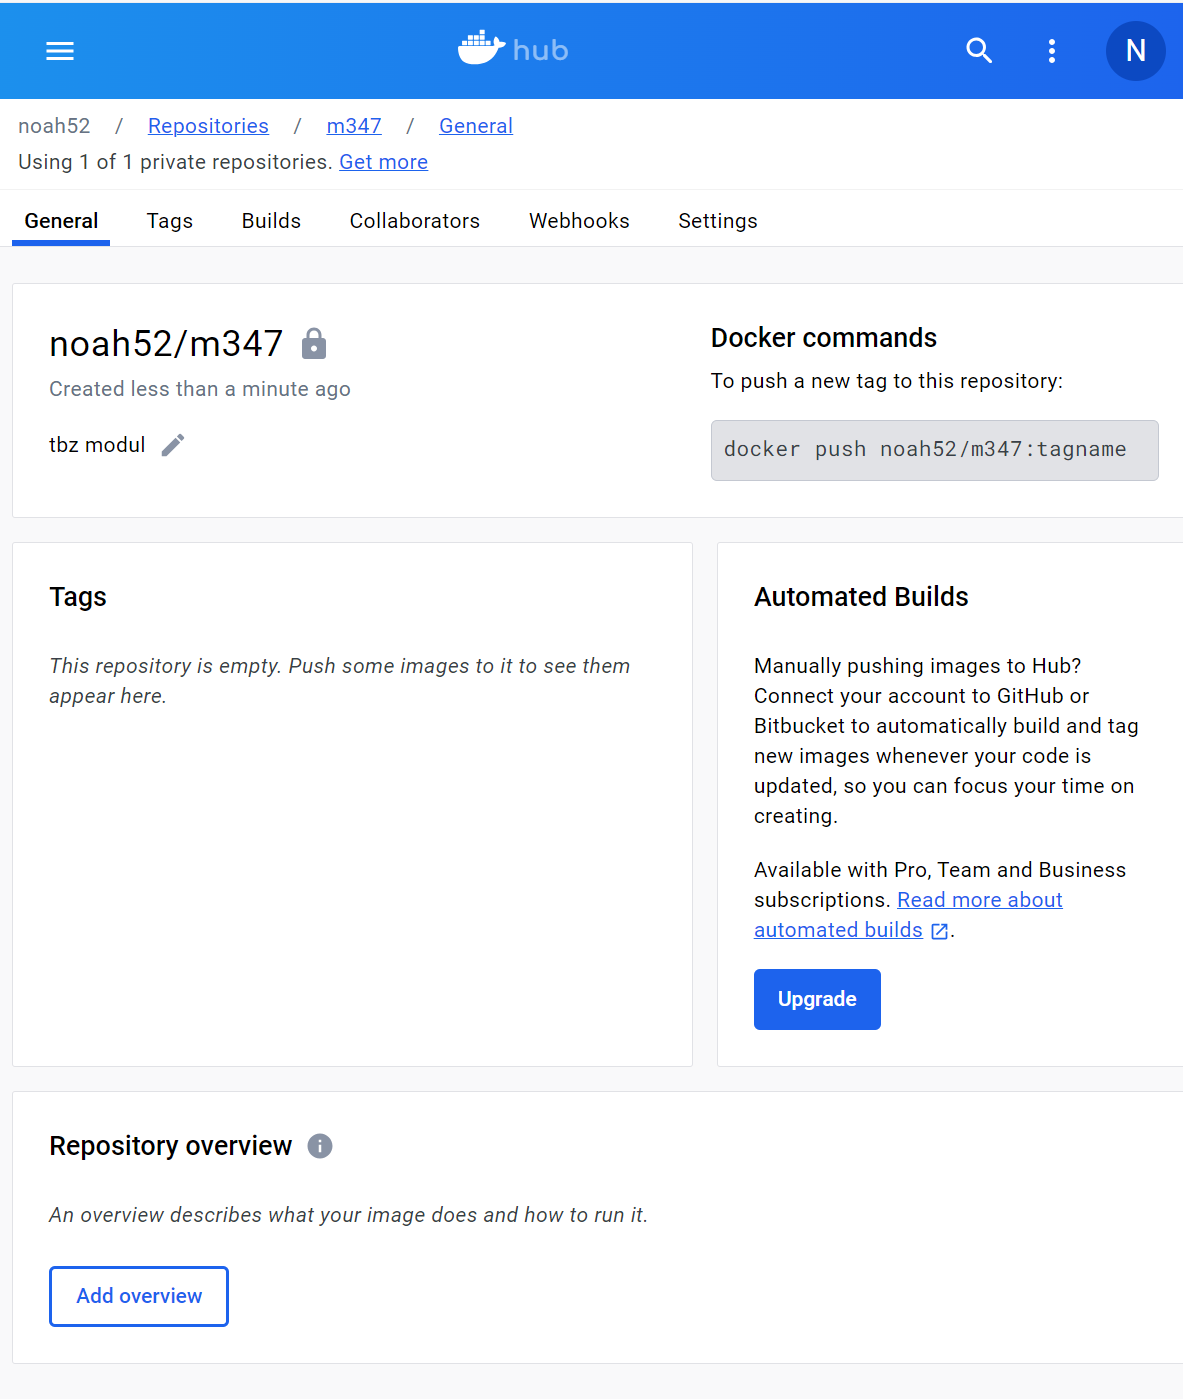 hub
N
noah52 / Repositories / m347 / General
Using 1 of 1 private repositories. Get more
General Tags Builds Collaborators Webhooks Settings
noah52/m347
Created less than a minute ago
tbz modul
Docker commands
To push a new tag to this repository:
docker push noah52/m347:tagname
Tags
This repository is empty. Push some images to it to see them
appear here.
Automated Builds
Manually pushing images to Hub?
Connect your account to GitHub or
Bitbucket to automatically build and tag
new images whenever your code is
updated, so you can focus your time on
creating.
Available with Pro, Team and Business
subscriptions. Read more about
automated builds .
Upgrade
Repository overview
An overview describes what your image does and how to run it.
Add overview